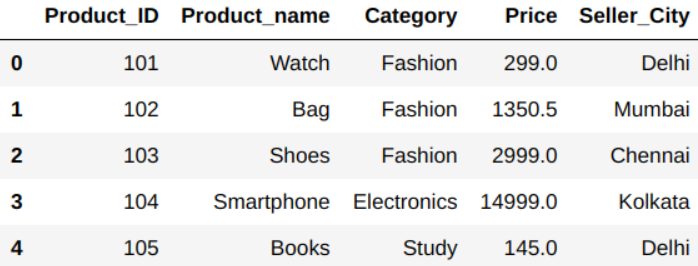 Product_ID Product_name Category Price Seller_City
0 101 Watch Fashion 299.0 Delhi
1 102 Bag Fashion 1350.5 Mumbai
2 103 Shoes Fashion 2999.0 Chennai
3 104 Smartphone Electronics 14999.0 Kolkata
4 105 Books Study 145.0 Delhi